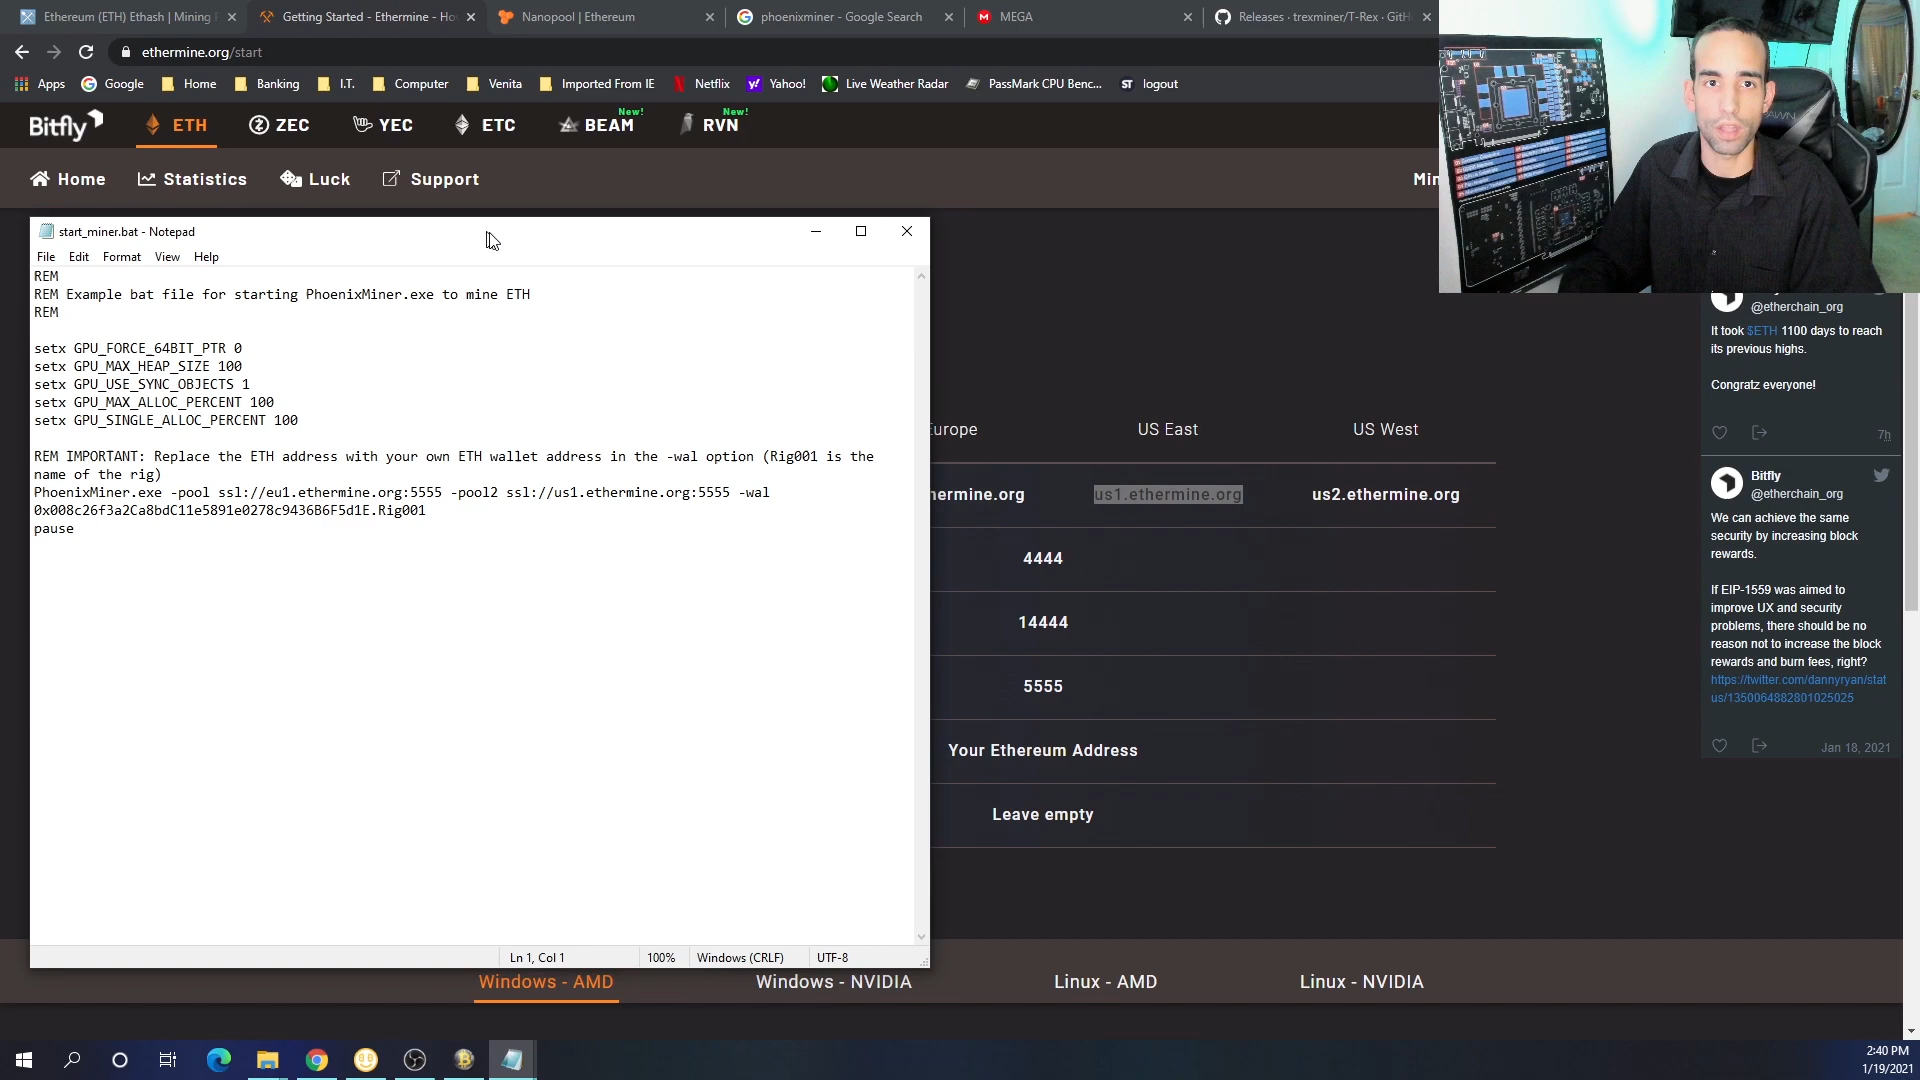 Ethereum (ETH) Ethash | Mining
Getting Started - Ethermine - Ho
Nanopool | Ethereum
phoenixminer - Google Search
MEGA
Releases · trexminer/T-Rex · GitH
ethermine.org/start
Apps
Google
Home
Banking
I.T.
Computer
Venita
Imported From IE
Netflix
Yahoo!
Live Weather Radar
PassMark CPU Benc...
ST logout
Bitfly
ETH
ZEC
YEC
ETC
BEAM New!
RVN New!
Home
Statistics
Luck
Support
Min
start_miner.bat - Notepad
File Edit Format View Help
REM
REM Example bat file for starting PhoenixMiner.exe to mine ETH
REM
setx GPU_FORCE_64BIT_PTR 0
setx GPU_MAX_HEAP_SIZE 100
setx GPU_USE_SYNC_OBJECTS 1
setx GPU_MAX_ALLOC_PERCENT 100
setx GPU_SINGLE_ALLOC_PERCENT 100
REM IMPORTANT: Replace the ETH address with your own ETH wallet address in the -wal option (Rig001 is the
name of the rig)
PhoenixMiner.exe -pool ssl://eu1.ethermine.org:5555 -pool2 ssl://us1.ethermine.org:5555 -wal
0x008c26f3a2Ca8bdC11e5891e0278c9436B6F5d1E.Rig001
pause
Ln 1, Col 1
100%
Windows (CRLF)
UTF-8
Europe
US East
US West
hermine.org
us1.ethermine.org
us2.ethermine.org
4444
14444
5555
Your Ethereum Address
Leave empty
Windows - AMD
Windows - NVIDIA
Linux - AMD
Linux - NVIDIA
@etherchain_org
It took $ETH 1100 days to reach
its previous highs.
Congratz everyone!
7h
Bitfly
@etherchain_org
We can achieve the same
security by increasing block
rewards.
If EIP-1559 was aimed to
improve UX and security
problems, there should be no
reason not to increase the block
rewards and burn fees, right?
https://twitter.com/dannyryan/stat
us/1350064882801025025
Jan 18, 2021
2:40 PM
1/19/2021